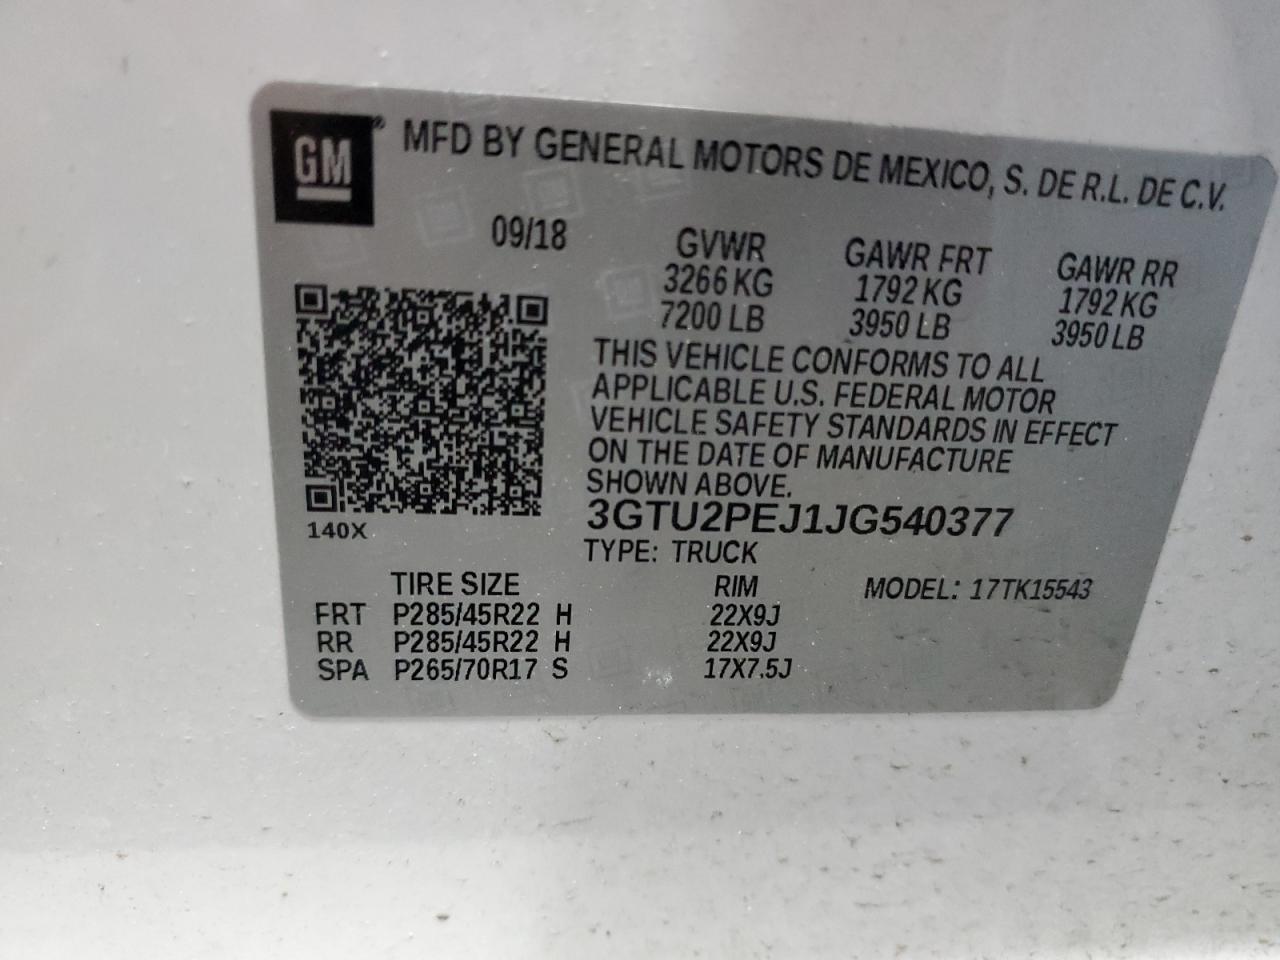 GM® MFD BY GENERAL MOTORS DE MEXICO, S. DE R.L. DE C.V.
09/18 GVWR GAWR FRT GAWR RR
3266 KG 1792 KG 1792 KG
7200 LB 3950 LB 3950 LB
THIS VEHICLE CONFORMS TO ALL
APPLICABLE U.S. FEDERAL MOTOR
VEHICLE SAFETY STANDARDS IN EFFECT
ON THE DATE OF MANUFACTURE
SHOWN ABOVE.
140X 3GTU2PEJ1JG540377
TYPE: TRUCK
TIRE SIZE RIM MODEL: 17TK15543
FRT P285/45R22 H 22X9J
RR P285/45R22 H 22X9J
SPA P265/70R17 S 17X7.5J